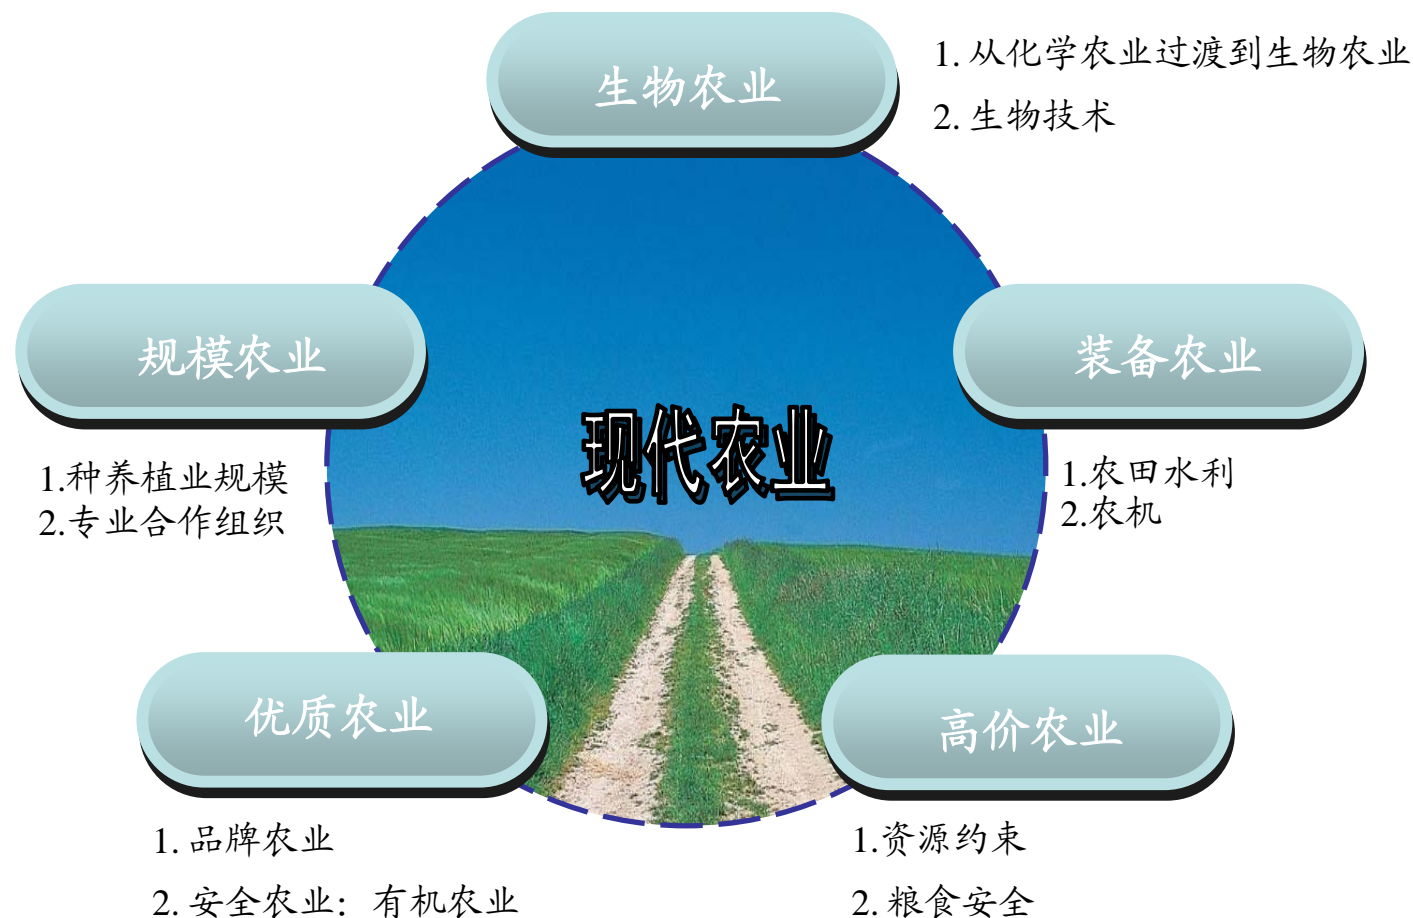 生物农业
1. 从化学农业过渡到生物农业
2. 生物技术
规模农业
1.种养植业规模
2.专业合作组织
现代农业
装备农业
1.农田水利
2.农机
优质农业
1. 品牌农业
2. 安全农业：有机农业
高价农业
1.资源约束
2. 粮食安全